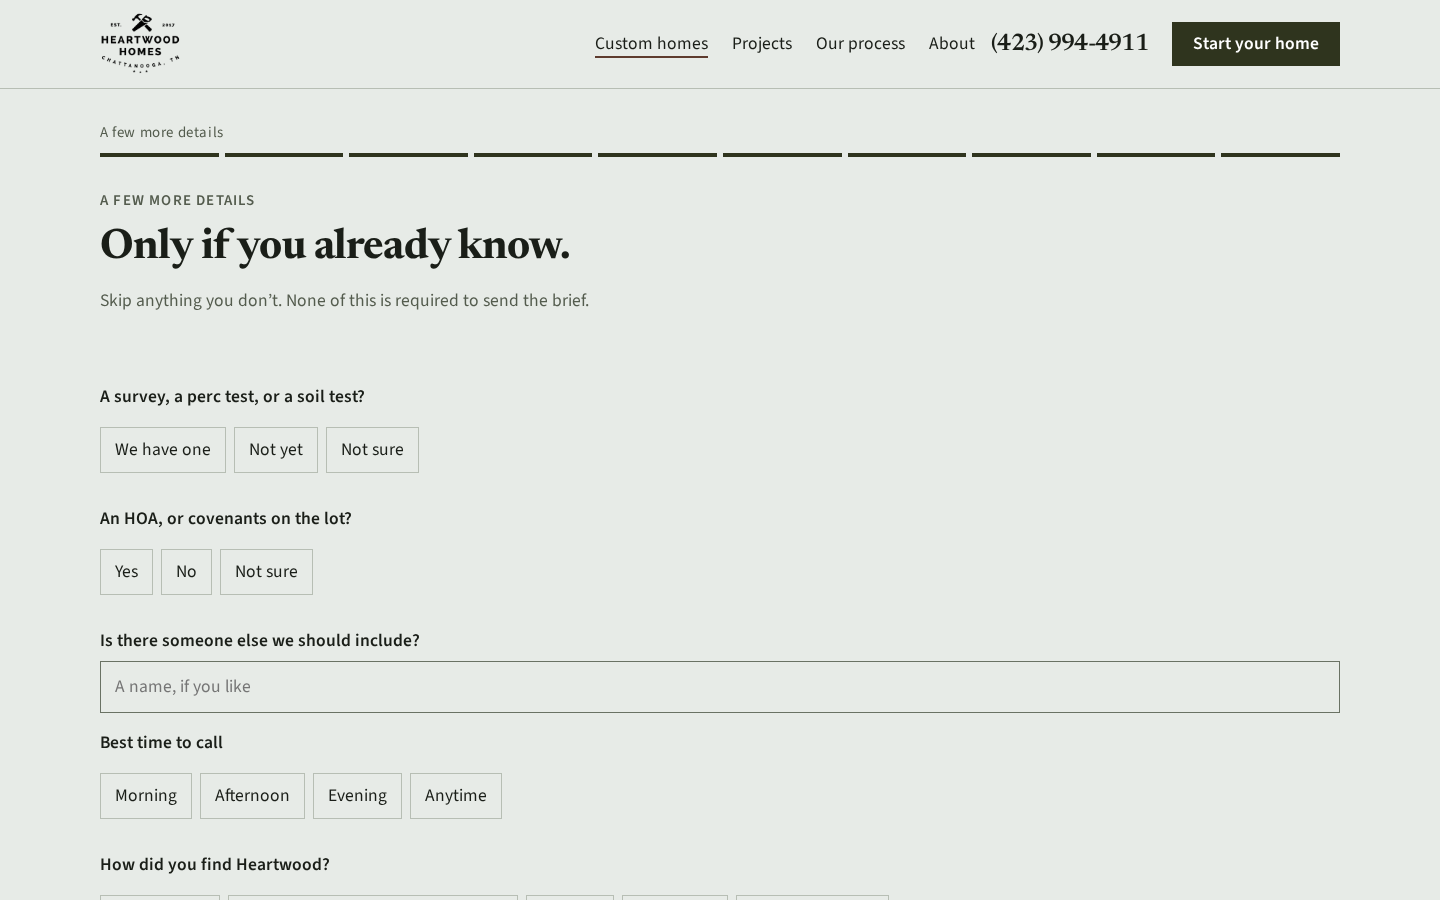 EST. 2017
HEARTWOOD
HOMES
CHATTANOOGA, TN
Custom homes
Projects
Our process
About
(423) 994-4911
Start your home
A few more details
A FEW MORE DETAILS
Only if you already know.
Skip anything you don’t. None of this is required to send the brief.
A survey, a perc test, or a soil test?
We have one
Not yet
Not sure
An HOA, or covenants on the lot?
Yes
No
Not sure
Is there someone else we should include?
A name, if you like
Best time to call
Morning
Afternoon
Evening
Anytime
How did you find Heartwood?